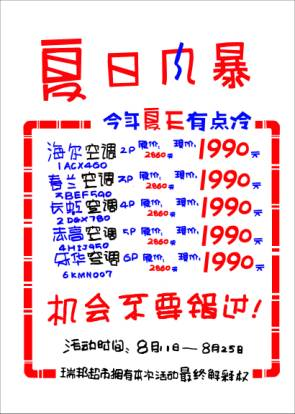 夏日风暴
今年夏天有点冷
海尔空调 2P 原价: 2860元 现价: 1990元
1AGX4GO
春兰空调 3P 原价: 2860元 现价: 1990元
3BEF5GO
长虹空调 4P 原价: 2860元 现价: 1990元
2DGX780
志高空调 5P 原价: 2860元 现价: 1990元
4HIJ950
乐华空调 6P 原价: 2860元 现价: 1990元
6KMN007
机会不要错过!
活动时间: 8月11日—8月25日
瑞邦超市拥有本次活动最终解释权